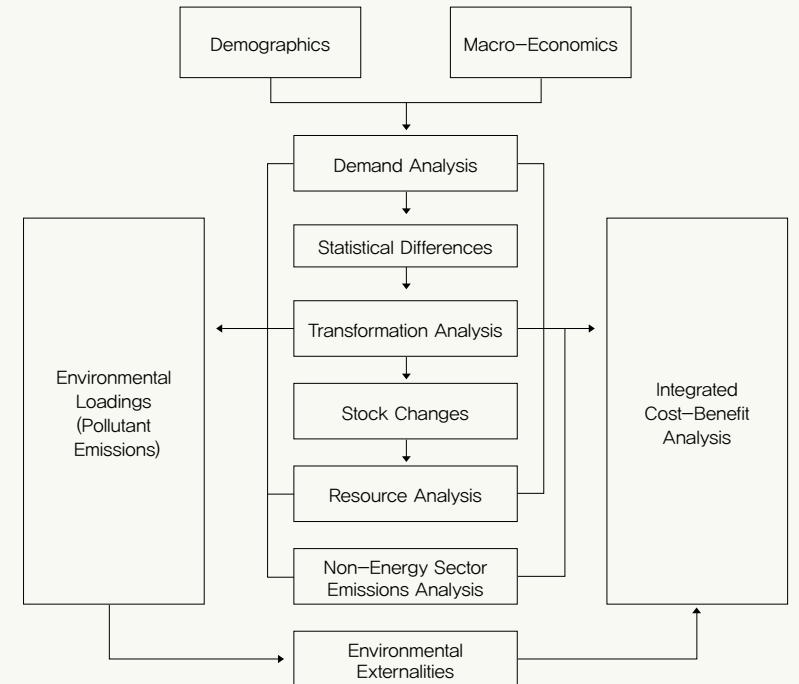 Demographics
Macro–Economics
Demand Analysis
Statistical Differences
Transformation Analysis
Environmental
Loadings
(Pollutant
Emissions)
Integrated
Cost–Benefit
Analysis
Stock Changes
Resource Analysis
Non–Energy Sector
Emissions Analysis
Environmental
Externalities